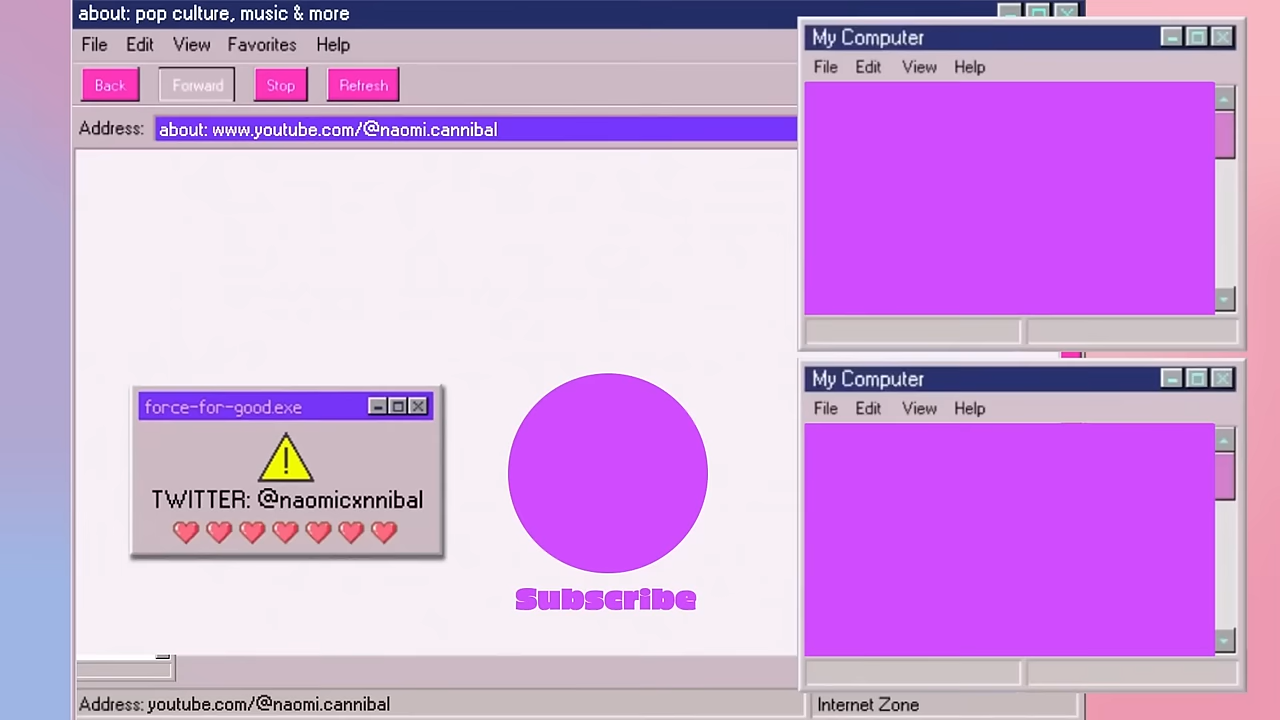 about: pop culture, music & more
File Edit View Favorites Help
Back Forward Stop Refresh
Address: about: www.youtube.com/@naomi.cannibal
My Computer
File Edit View Help
force-for-good.exe
TWITTER: @naomicxnnibal
Subscribe
My Computer
File Edit View Help
Address: youtube.com/@naomi.cannibal
Internet Zone